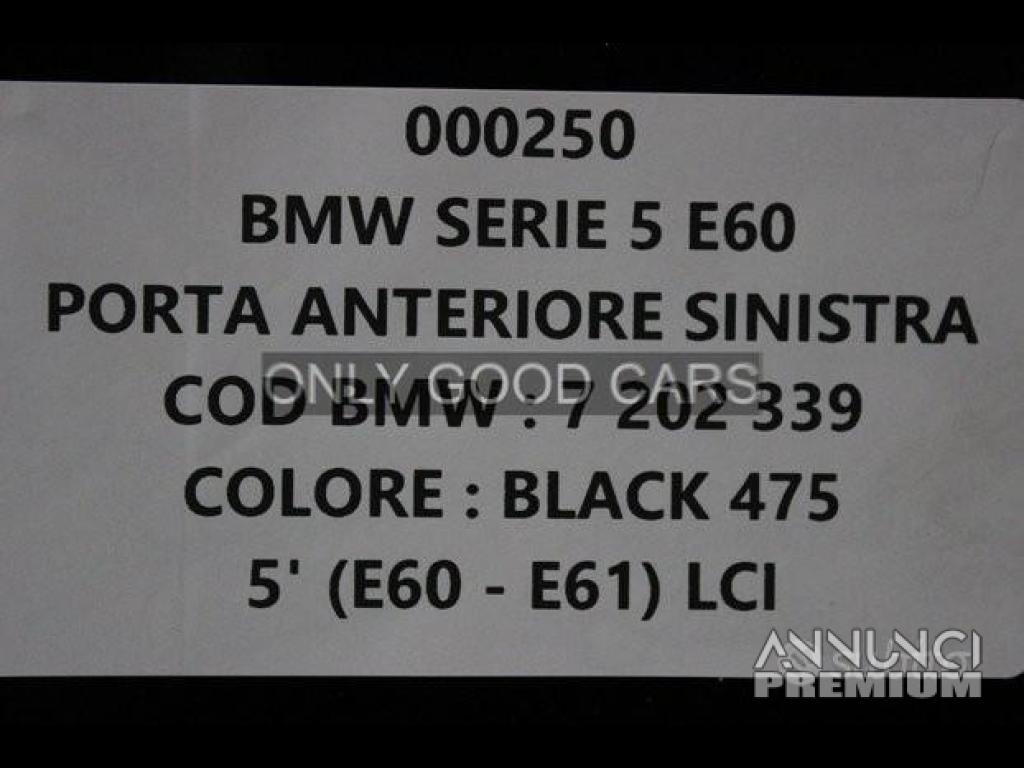 000250
BMW SERIE 5 E60
PORTA ANTERIORE SINISTRA
ONLY GOOD CARS
COD BMW : 7 202 339
COLORE : BLACK 475
5' (E60 - E61) LCI
ANNUNCI
PREMIUM